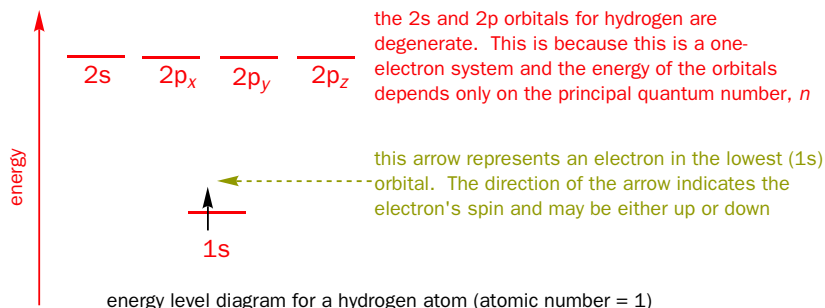 the 2s and 2p orbitals for hydrogen are
degenerate. This is because this is a one-
electron system and the energy of the orbitals
depends only on the principal quantum number, n
2s
2px
2py
2pz
energy
this arrow represents an electron in the lowest (1s)
orbital. The direction of the arrow indicates the
electron's spin and may be either up or down
1s
energy level diagram for a hydrogen atom (atomic number = 1)